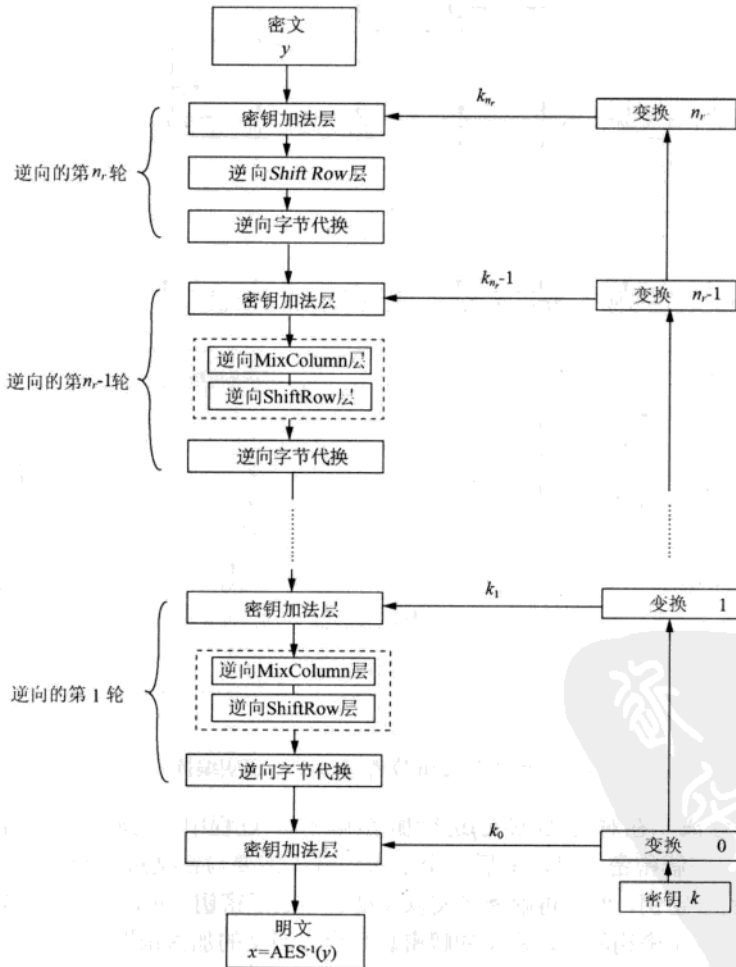 密文
y
k_{n_r}
密钥加法层
变换 n_r
逆向的第n_r轮
逆向Shift Row层
逆向字节代换
k_{n_r}-1
密钥加法层
变换 n_r-1
逆向的第n_r-1轮
逆向MixColumn层
逆向ShiftRow层
逆向字节代换
k_1
密钥加法层
变换 1
逆向的第1轮
逆向MixColumn层
逆向ShiftRow层
逆向字节代换
k_0
密钥加法层
变换 0
密钥 k
明文
x=AES⁻¹(y)